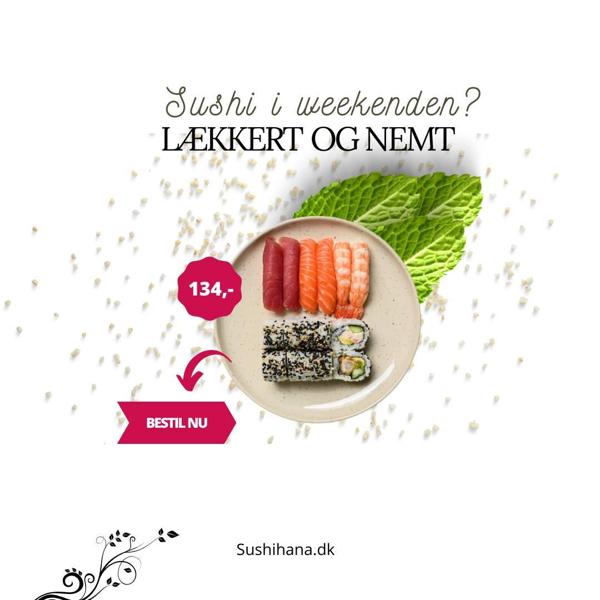 Sushi i weekenden?
LÆKKERT OG NEMT
134,-
BESTIL NU
Sushihana.dk